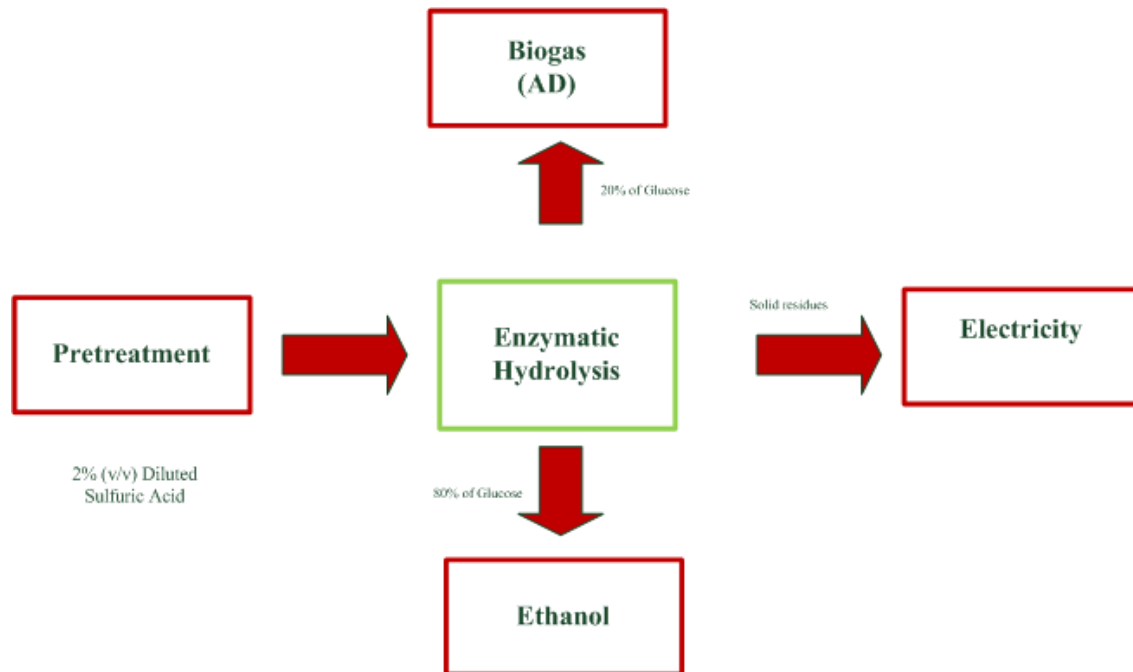 Biogas
(AD)
20% of Glucose
Pretreatment
Enzymatic
Hydrolysis
Solid residues
Electricity
2% (v/v) Diluted
Sulfuric Acid
80% of Glucose
Ethanol